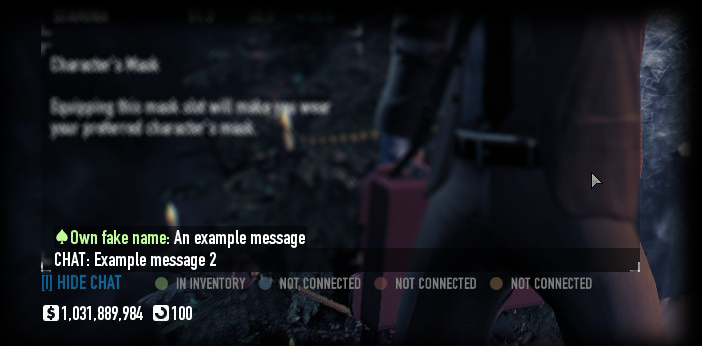 Character's Mask
Equipping this mask slot will make you wear
your preferred character's mask.
♠Own fake name: An example message
CHAT: Example message 2
[I] HIDE CHAT IN INVENTORY NOT CONNECTED NOT CONNECTED NOT CONNECTED
$1,031,889,984 100